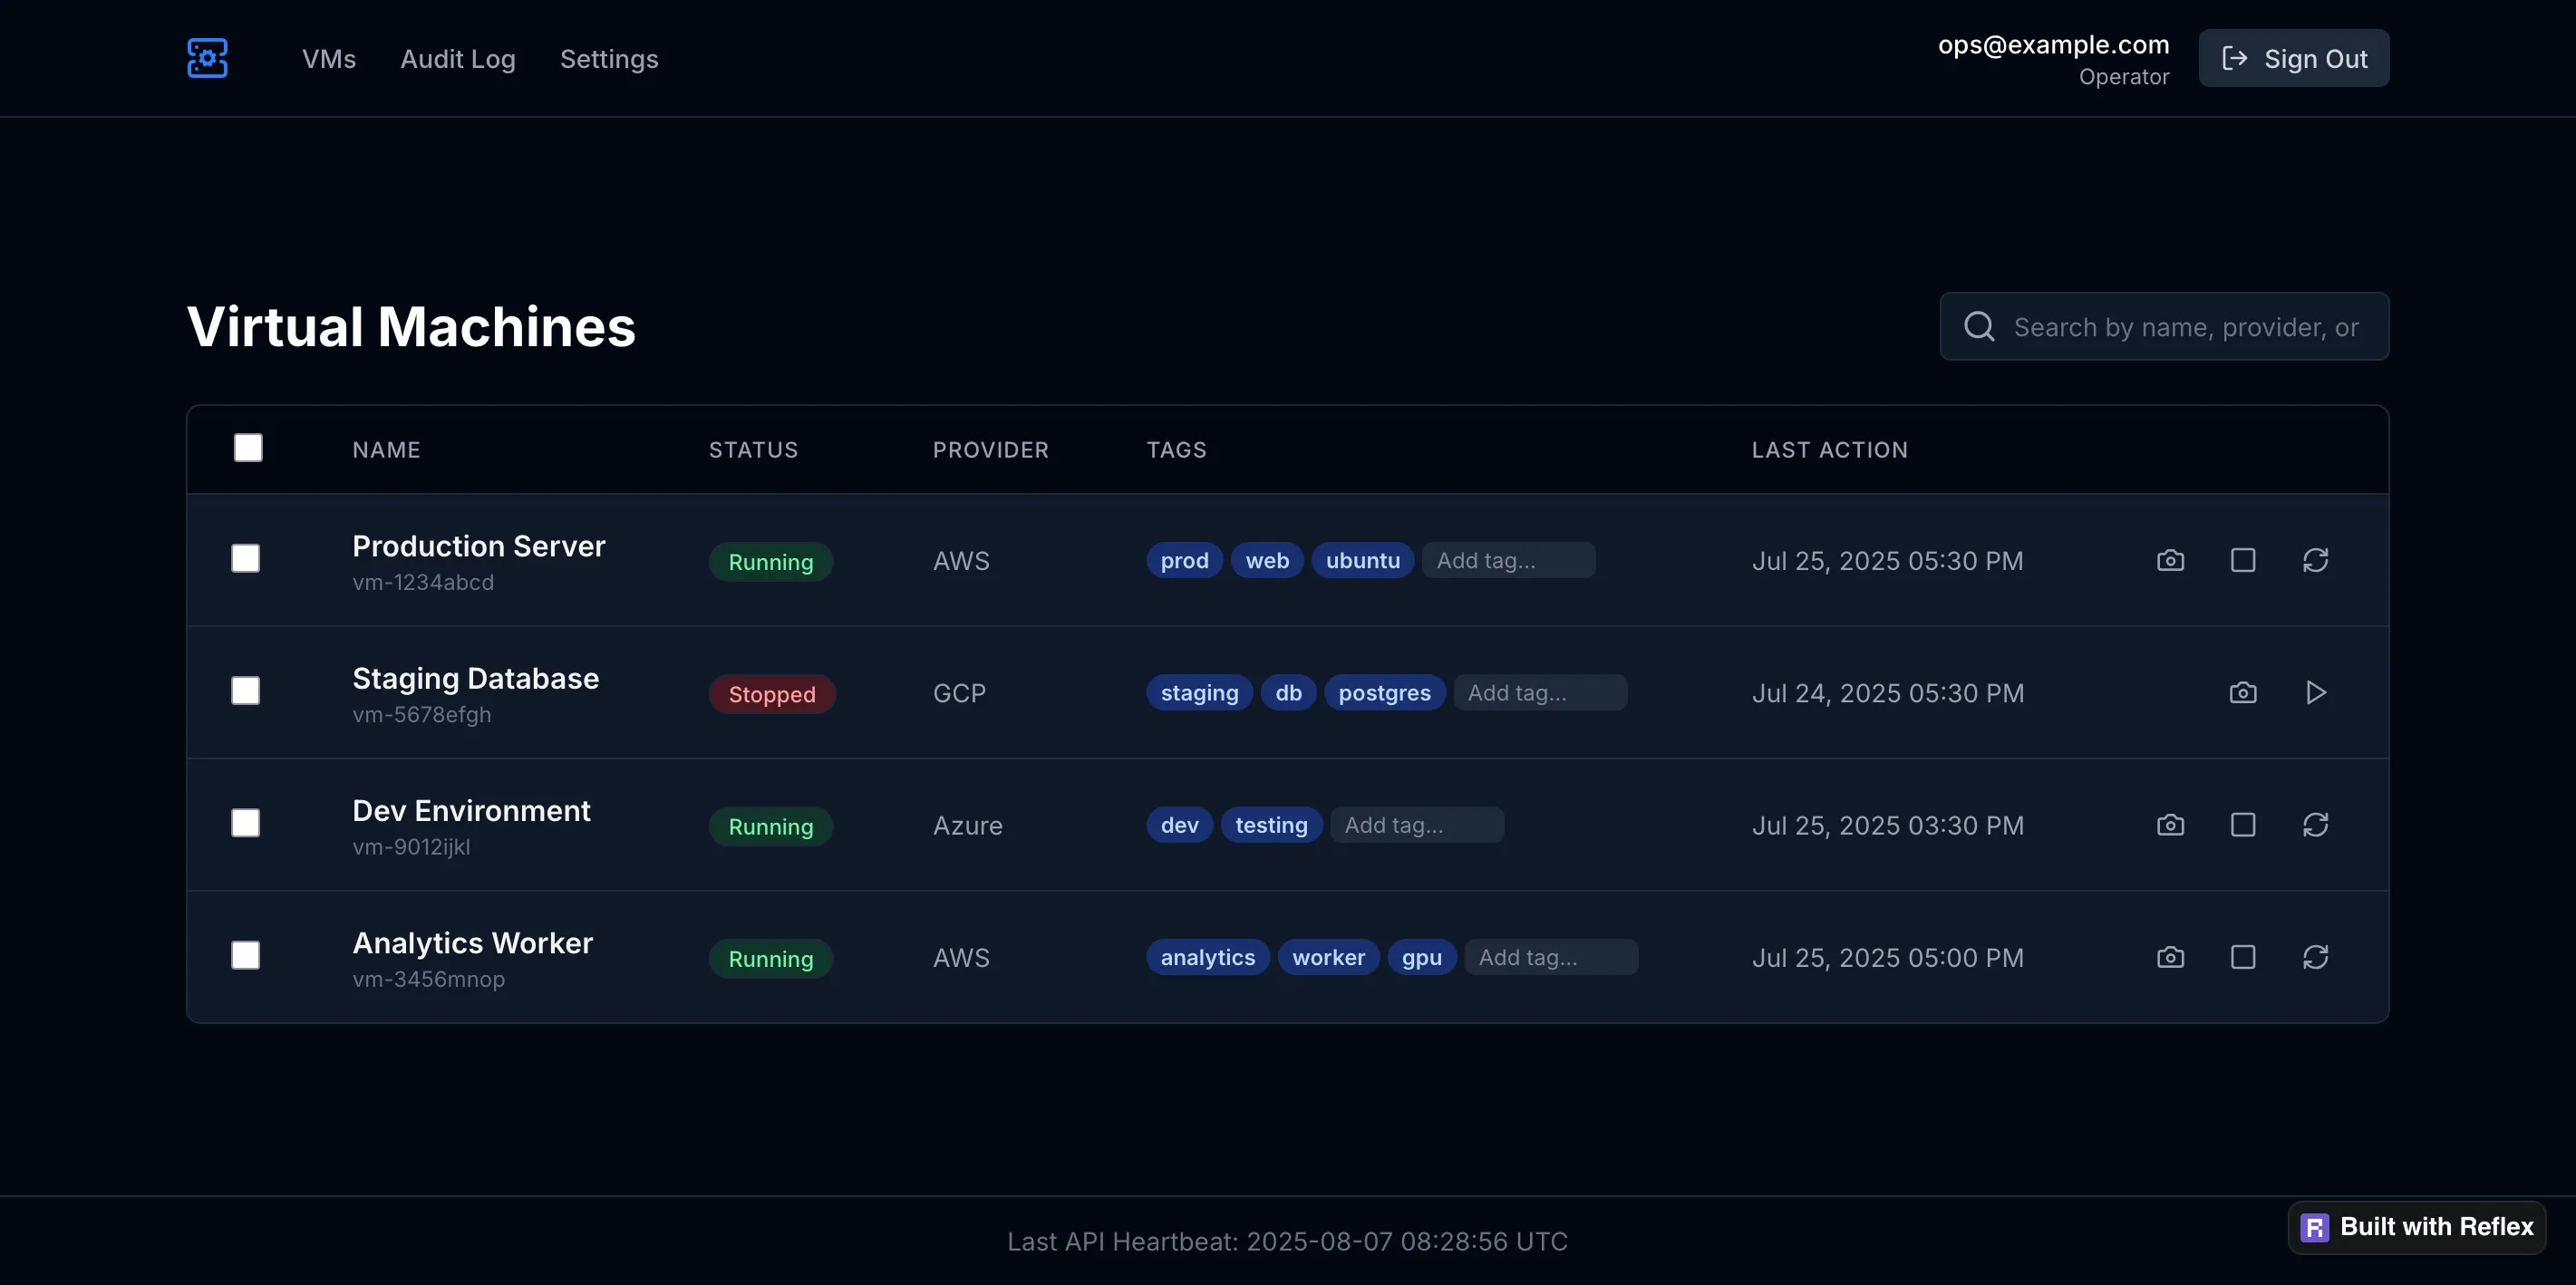 VMs Audit Log Settings ops@example.com Sign Out
Operator
Virtual Machines Search by name, provider, or
NAME STATUS PROVIDER TAGS LAST ACTION
Production Server
vm-1234abcd
Running AWS prod web ubuntu Add tag... Jul 25, 2025 05:30 PM
Staging Database
vm-5678efgh
Stopped GCP staging db postgres Add tag... Jul 24, 2025 05:30 PM
Dev Environment
vm-9012ijkl
Running Azure dev testing Add tag... Jul 25, 2025 03:30 PM
Analytics Worker
vm-3456mnop
Running AWS analytics worker gpu Add tag... Jul 25, 2025 05:00 PM
Last API Heartbeat: 2025-08-07 08:28:56 UTC
Built with Reflex